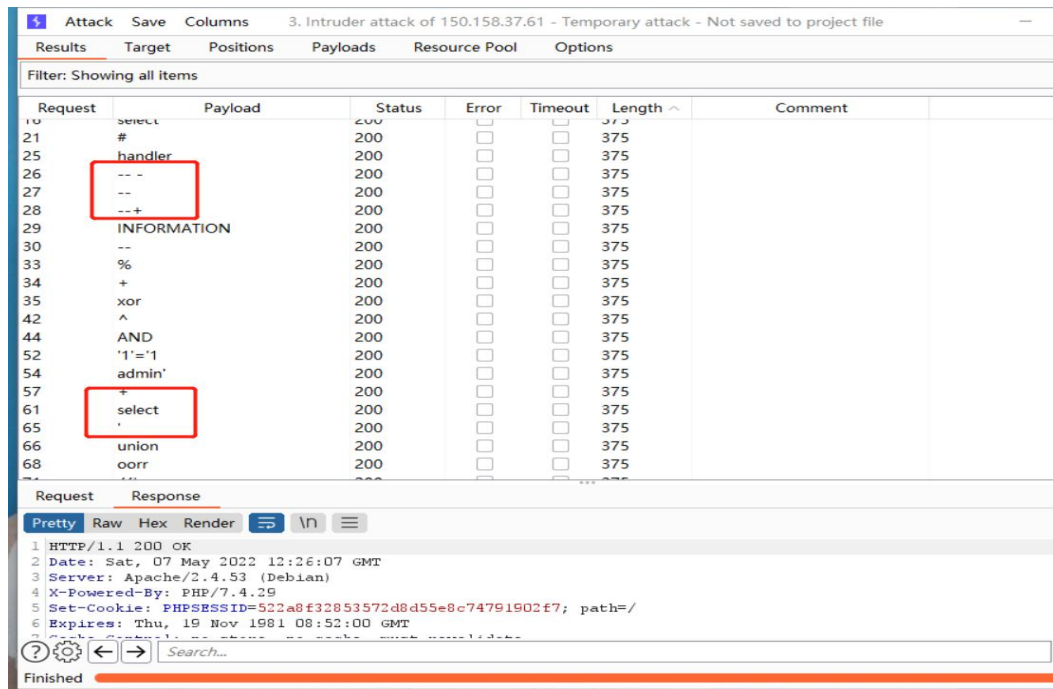 Attack Save Columns 3. Intruder attack of 150.158.37.61 - Temporary attack - Not saved to project file
Results Target Positions Payloads Resource Pool Options
Filter: Showing all items
Request Payload Status Error Timeout Length Comment
select 200 375
21 # 200 375
25 handler 200 375
26 -- - 200 375
27 -- 200 375
28 --+ 200 375
29 INFORMATION 200 375
30 -- 200 375
33 % 200 375
34 + 200 375
35 xor 200 375
42 ^ 200 375
44 AND 200 375
52 '1'='1 200 375
54 admin' 200 375
57 + 200 375
61 select 200 375
65 ' 200 375
66 union 200 375
68 oorr 200 375
Request Response
Pretty Raw Hex Render \n
1 HTTP/1.1 200 OK
2 Date: Sat, 07 May 2022 12:26:07 GMT
3 Server: Apache/2.4.53 (Debian)
4 X-Powered-By: PHP/7.4.29
5 Set-Cookie: PHPSESSID=522a8f32853572d8d55e8c74791902f7; path=/
6 Expires: Thu, 19 Nov 1981 08:52:00 GMT
Search...
Finished